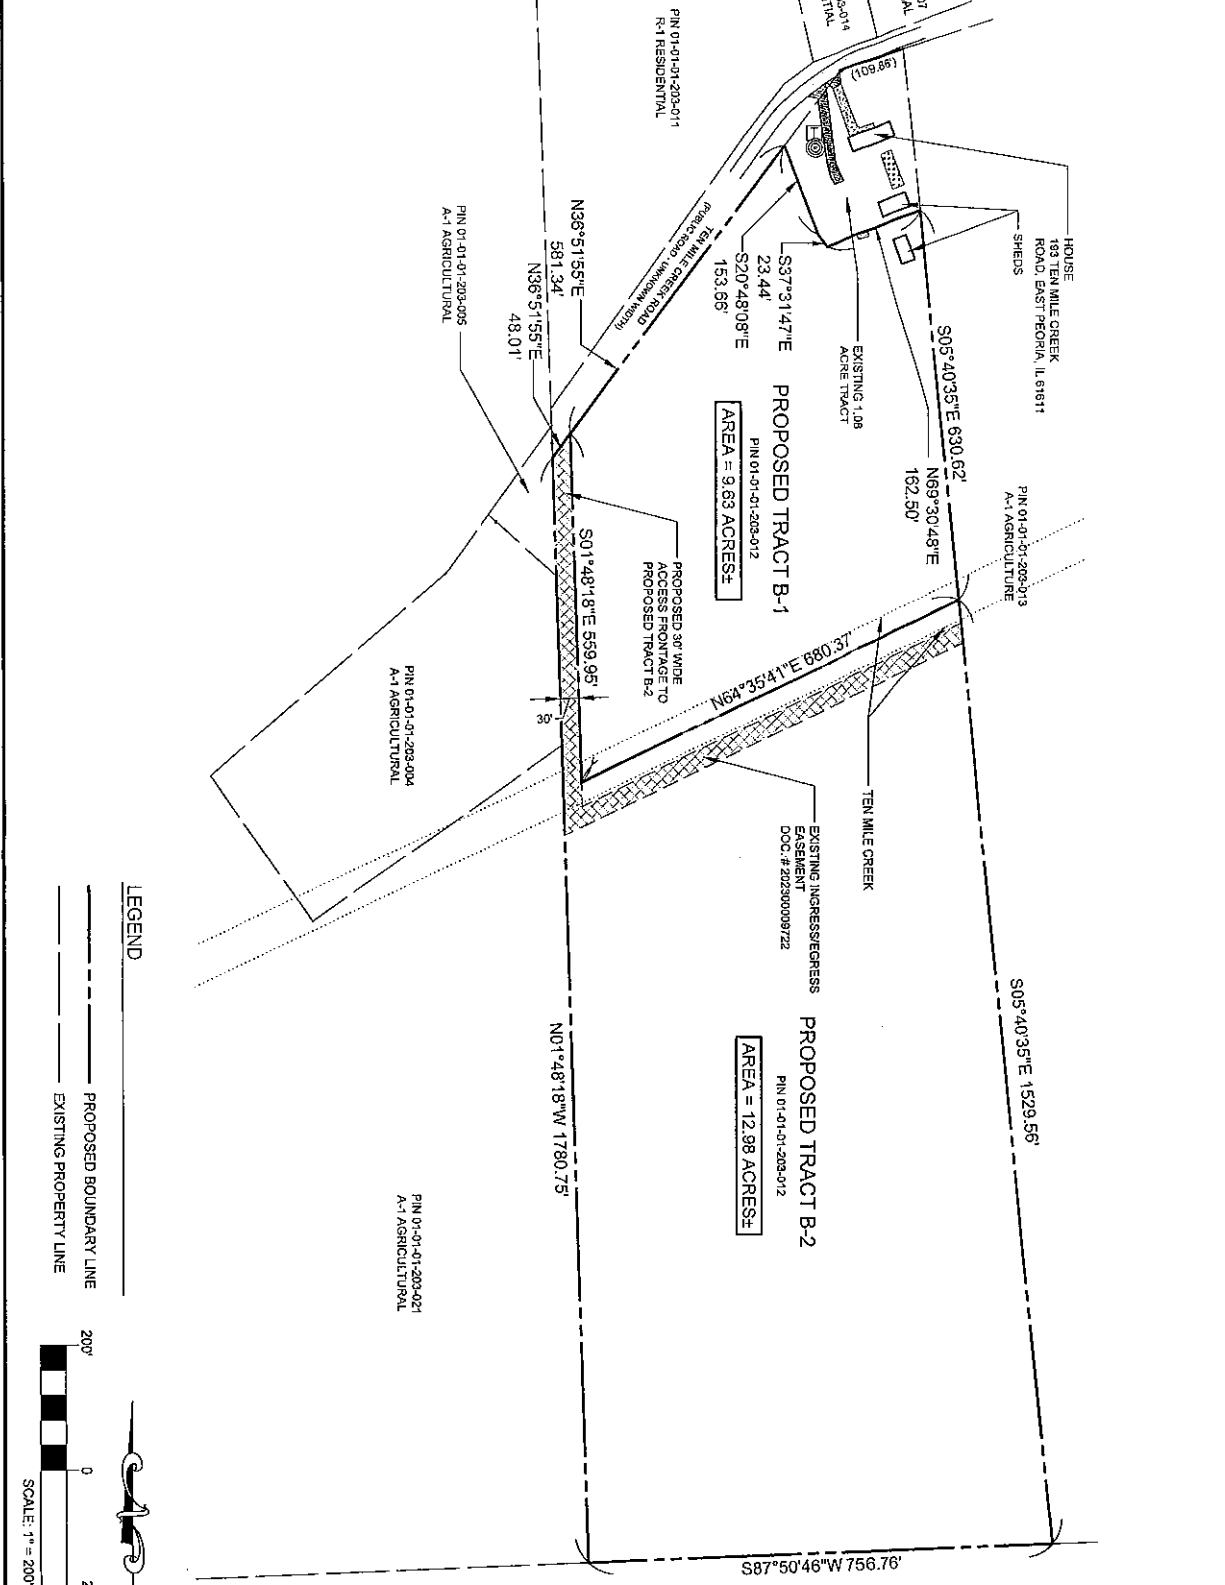 07
AL
3-014
TIAL
PIN 01-01-01-203-011
R-1 RESIDENTIAL
(109.86')
HOUSE
193 TEN MILE CREEK
ROAD, EAST PEORIA, IL 61611
SHEDS
EXISTING 1.08
ACRE TRACT
S37°31'47"E
23.44'
S20°48'08"E
153.66'
TEN MILE CREEK ROAD
(PUBLIC ROAD - UNKNOWN WIDTH)
N36°51'55"E
581.34'
N36°51'55"E
48.01'
PIN 01-01-01-203-005
A-1 AGRICULTURAL
S05°40'35"E 630.62'
N69°30'48"E
162.50'
PIN 01-01-01-203-013
A-1 AGRICULTURE
PROPOSED TRACT B-1
PIN 01-01-01-203-012
AREA = 9.63 ACRES±
S01°48'18"E 559.95'
PROPOSED 30' WIDE
ACCESS FRONTAGE TO
PROPOSED TRACT B-2
30'
N64°35'41"E 680.37'
PIN 01-01-01-203-004
A-1 AGRICULTURAL
TEN MILE CREEK
EXISTING INGRESS/EGRESS
EASEMENT
DOC. # 202300009722
PROPOSED TRACT B-2
PIN 01-01-01-203-012
AREA = 12.98 ACRES±
S05°40'35"E 1529.56'
N01°48'18"W 1780.75'
PIN 01-01-01-203-021
A-1 AGRICULTURAL
S87°50'46"W 756.76'
LEGEND
PROPOSED BOUNDARY LINE
EXISTING PROPERTY LINE
200'
0
2
SCALE: 1" = 200'